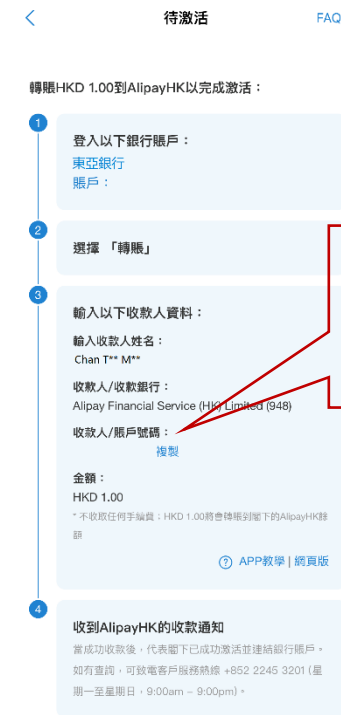 待激活
FAQ
轉賬HKD 1.00到AlipayHK以完成激活：
1
登入以下銀行賬戶：
東亞銀行
賬戶：
2
選擇 「轉賬」
3
輸入以下收款人資料：
輸入收款人姓名：
Chan T** M**
收款人/收款銀行：
Alipay Financial Service (HK) Limited (948)
收款人/賬戶號碼：
複製
金額：
HKD 1.00
* 不收取任何手續費；HKD 1.00將會轉賬到閣下的AlipayHK餘
額
? APP教學 | 網頁版
4
收到AlipayHK的收款通知
當成功收款後，代表閣下已成功激活並連結銀行賬戶。
如有查詢，可致電客戶服務熱線 +852 2245 3201 (星
期一至星期日，9:00am - 9:00pm)。